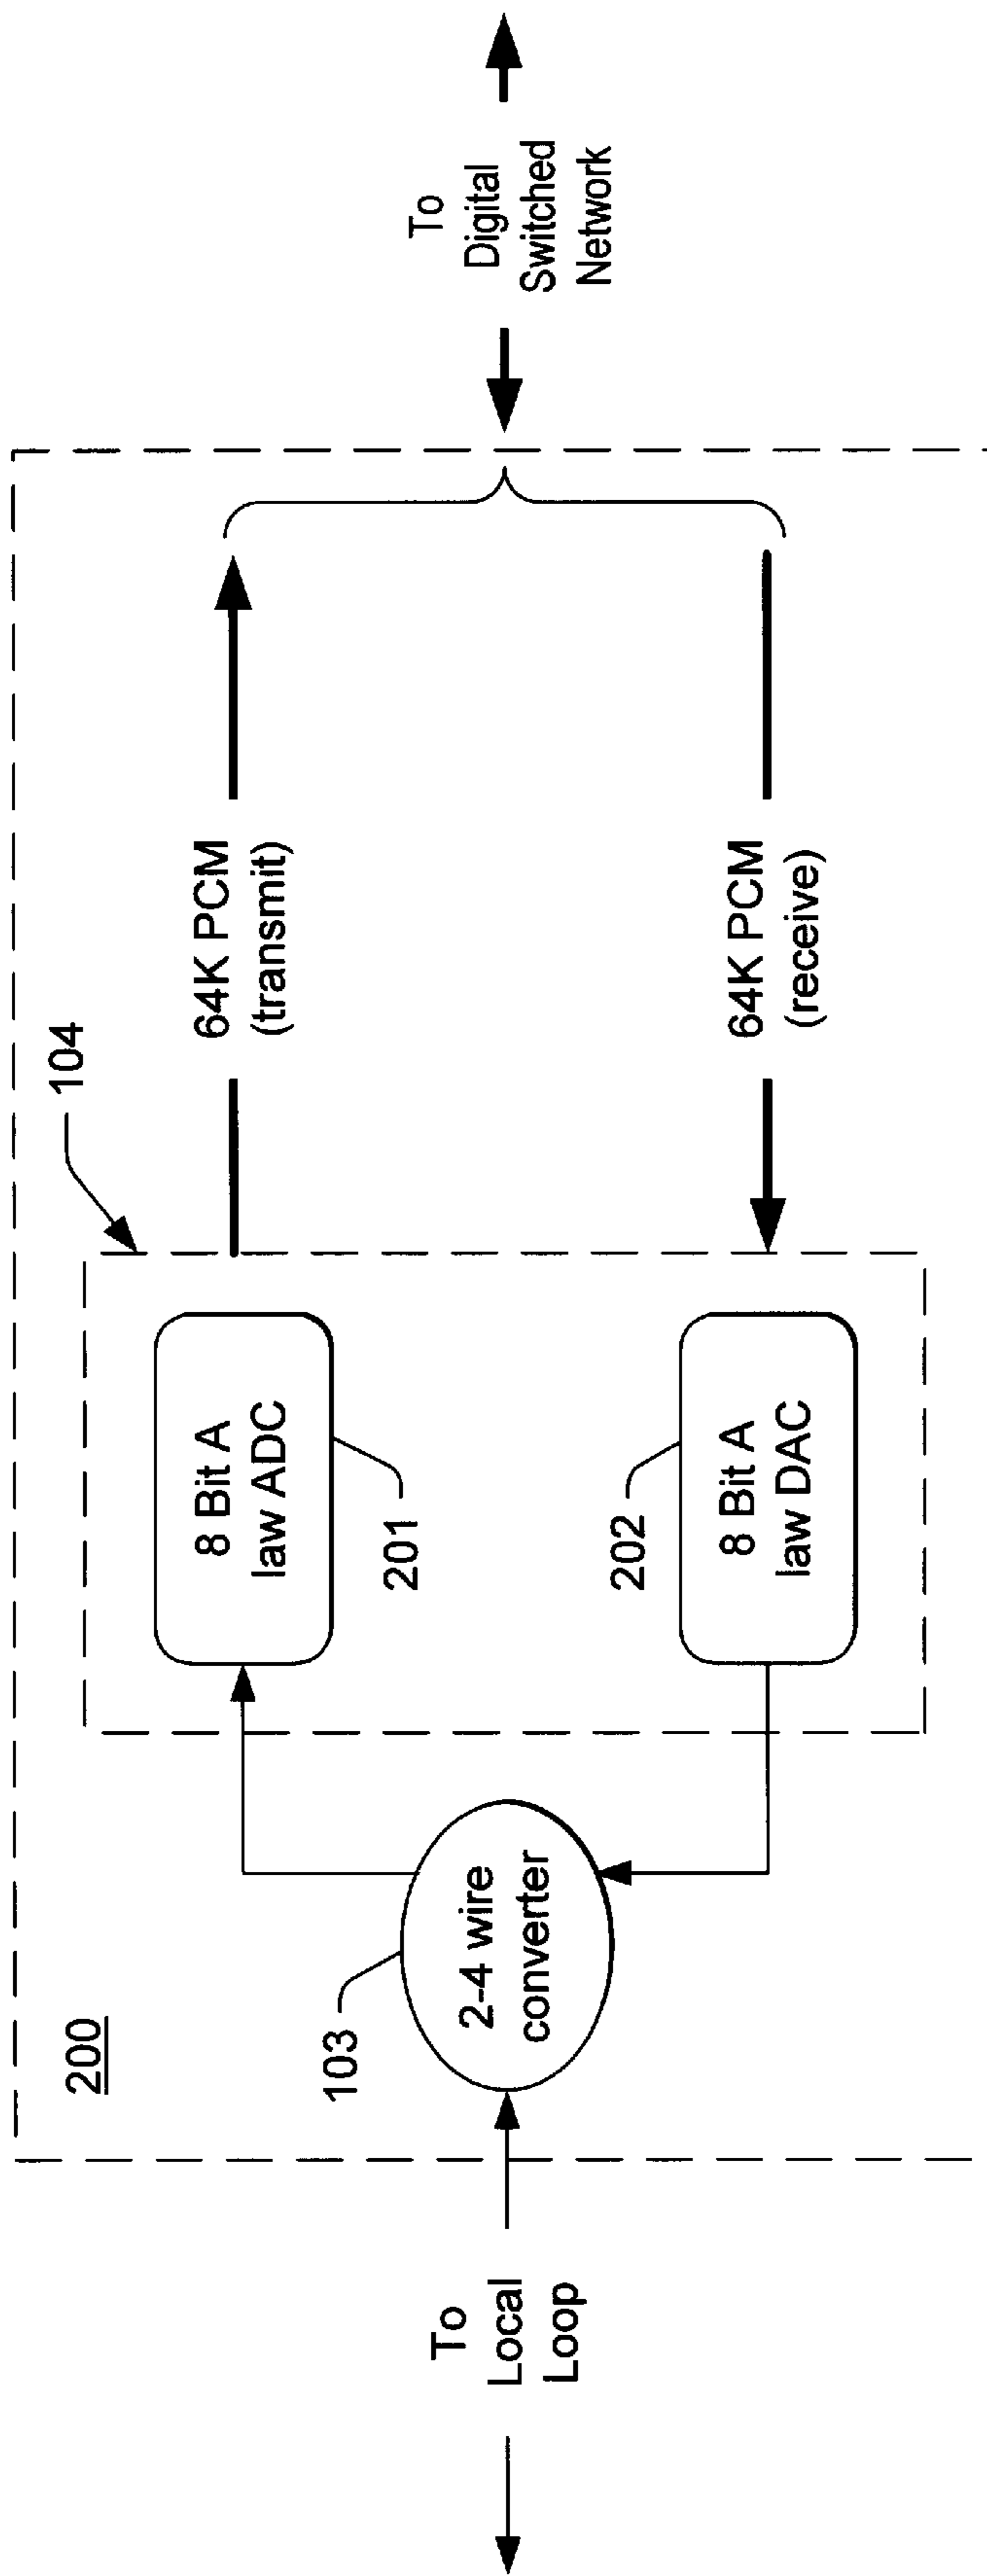 200
104
To
Local
Loop
103
2-4 wire
converter
8 Bit A
law ADC
201
64K PCM
(transmit)
202
8 Bit A
law DAC
64K PCM
(receive)
To
Digital
Switched
Network